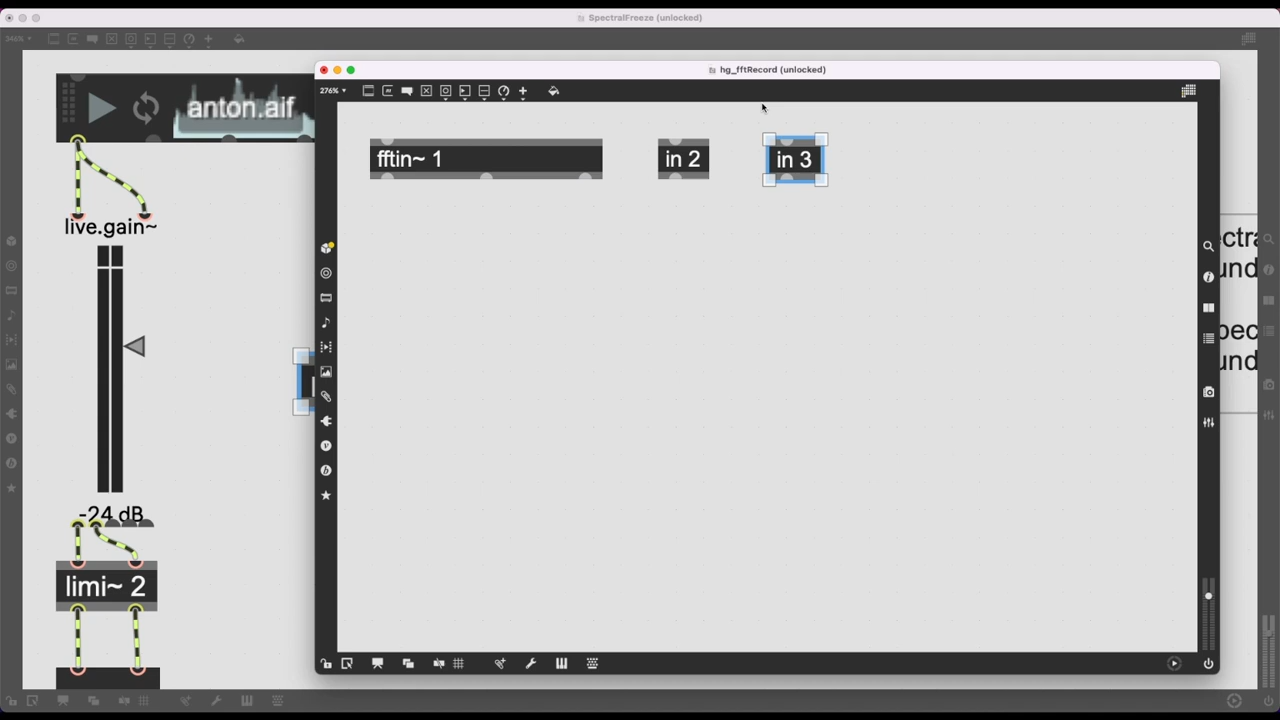 SpectralFreeze (unlocked)
346%
anton.aif
hg_fftRecord (unlocked)
276%
fftin~ 1
in 2
in 3
live.gain~
-24 dB
limi~ 2